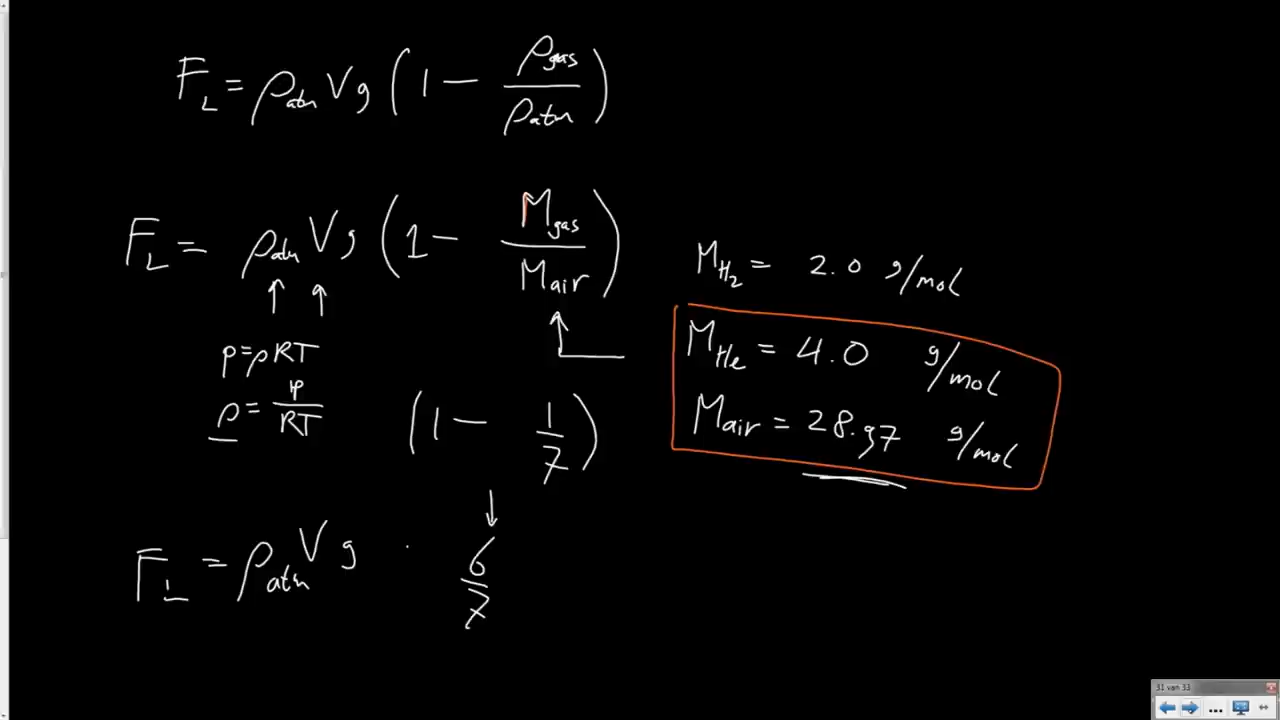 F_L = ρ_atm V g (1 − ρ_gas / ρ_atm)
F_L = ρ_atm V g (1 − M_gas / M_air)
M_H₂ = 2.0 g/mol
↑ ↑
p = ρRT
M_He = 4.0 g/mol
ρ = p / RT
(1 − 1/7)
M_air = 28.97 g/mol
↓
F_L = ρ_atm V g · 6/7
31 van 33
...